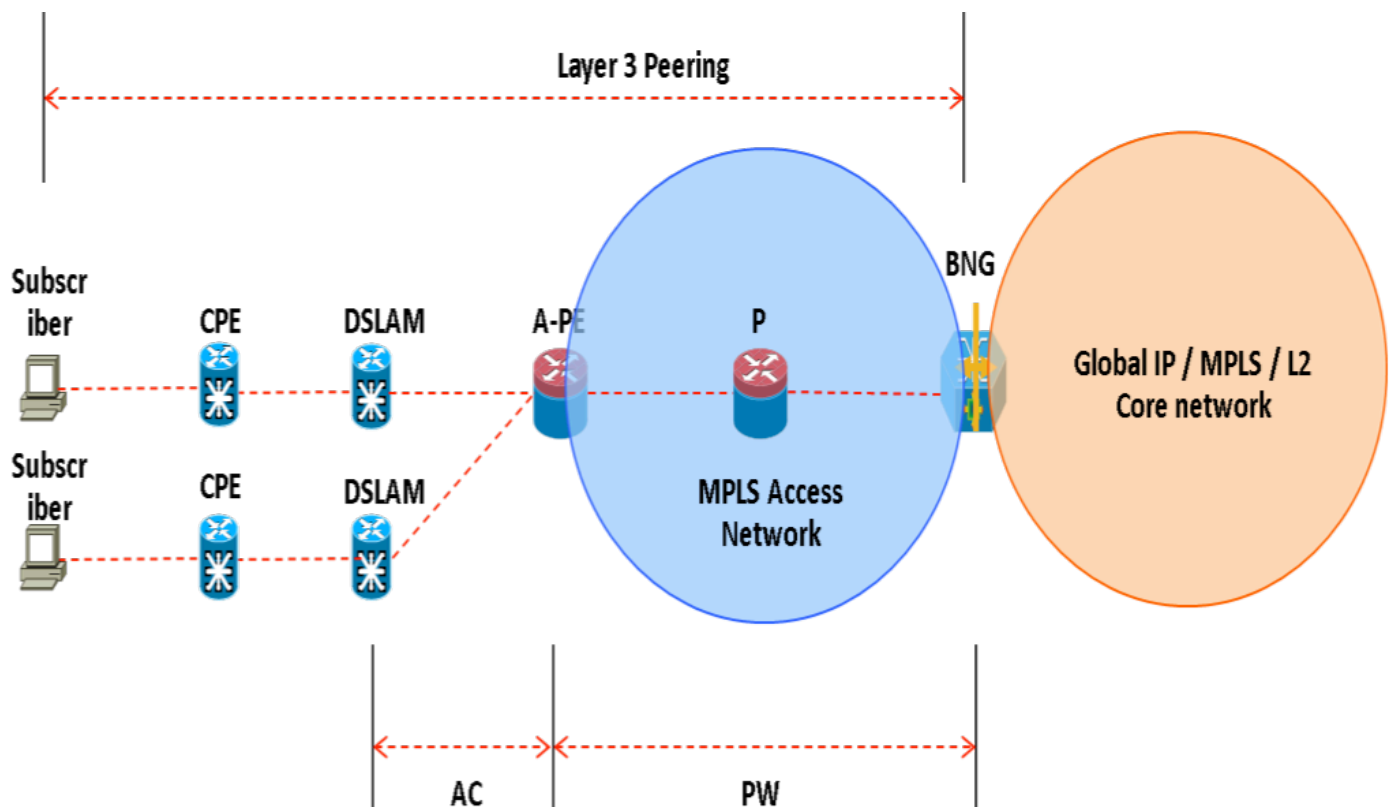 Layer 3 Peering
BNG
Subscr
iber
CPE
DSLAM
A-PE
P
Global IP / MPLS / L2
Core network
Subscr
iber
CPE
DSLAM
MPLS Access
Network
AC
PW